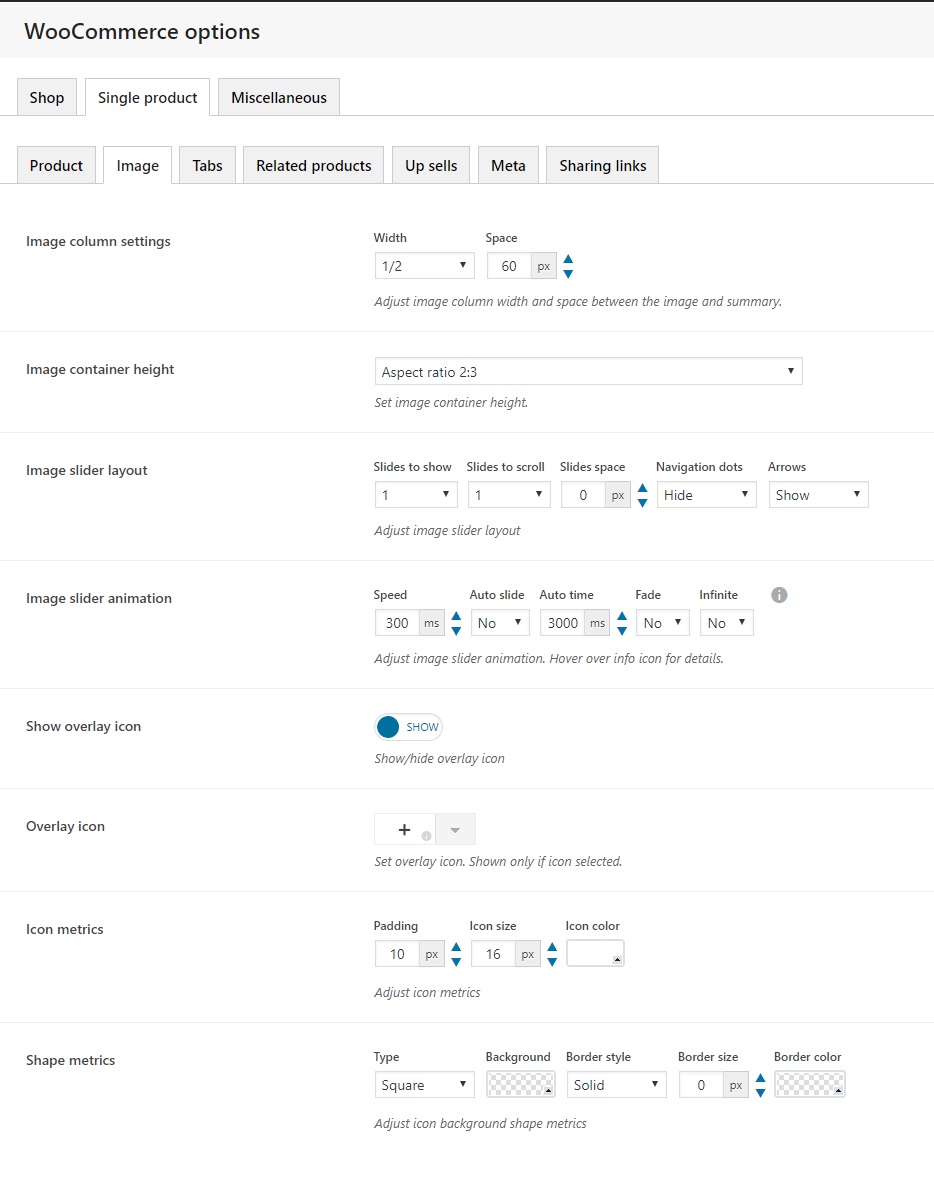 WooCommerce options
Shop Single product Miscellaneous
Product Image Tabs Related products Up sells Meta Sharing links
Image column settings
Width Space
1/2 60 px
Adjust image column width and space between the image and summary.
Image container height
Aspect ratio 2:3
Set image container height.
Image slider layout
Slides to show Slides to scroll Slides space Navigation dots Arrows
1 1 0 px Hide Show
Adjust image slider layout
Image slider animation
Speed Auto slide Auto time Fade Infinite
300 ms No 3000 ms No No
Adjust image slider animation. Hover over info icon for details.
Show overlay icon
SHOW
Show/hide overlay icon
Overlay icon
Set overlay icon. Shown only if icon selected.
Icon metrics
Padding Icon size Icon color
10 px 16 px
Adjust icon metrics
Shape metrics
Type Background Border style Border size Border color
Square Solid 0 px
Adjust icon background shape metrics